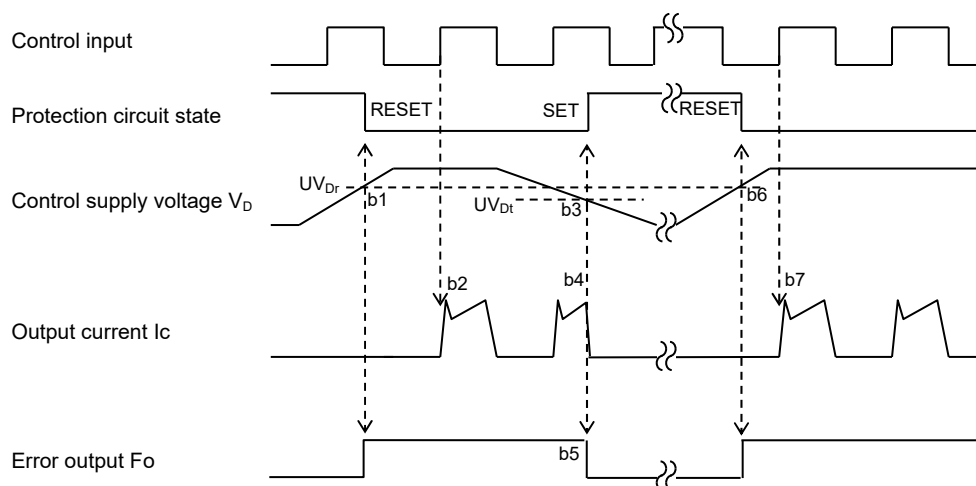 Control input
Protection circuit state
RESET
SET
RESET
Control supply voltage VD
UVDr
b1
UVDt
b3
b6
b2
b4
b7
Output current Ic
b5
Error output Fo